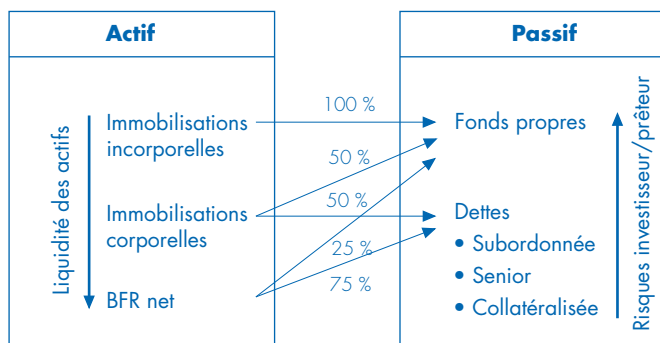 Actif
Passif
Liquidité des actifs
Immobilisations
incorporelles
Immobilisations
corporelles
BFR net
100 %
50 %
50 %
25 %
75 %
Fonds propres
Dettes
• Subordonnée
• Senior
• Collatéralisée
Risques investisseur/prêteur